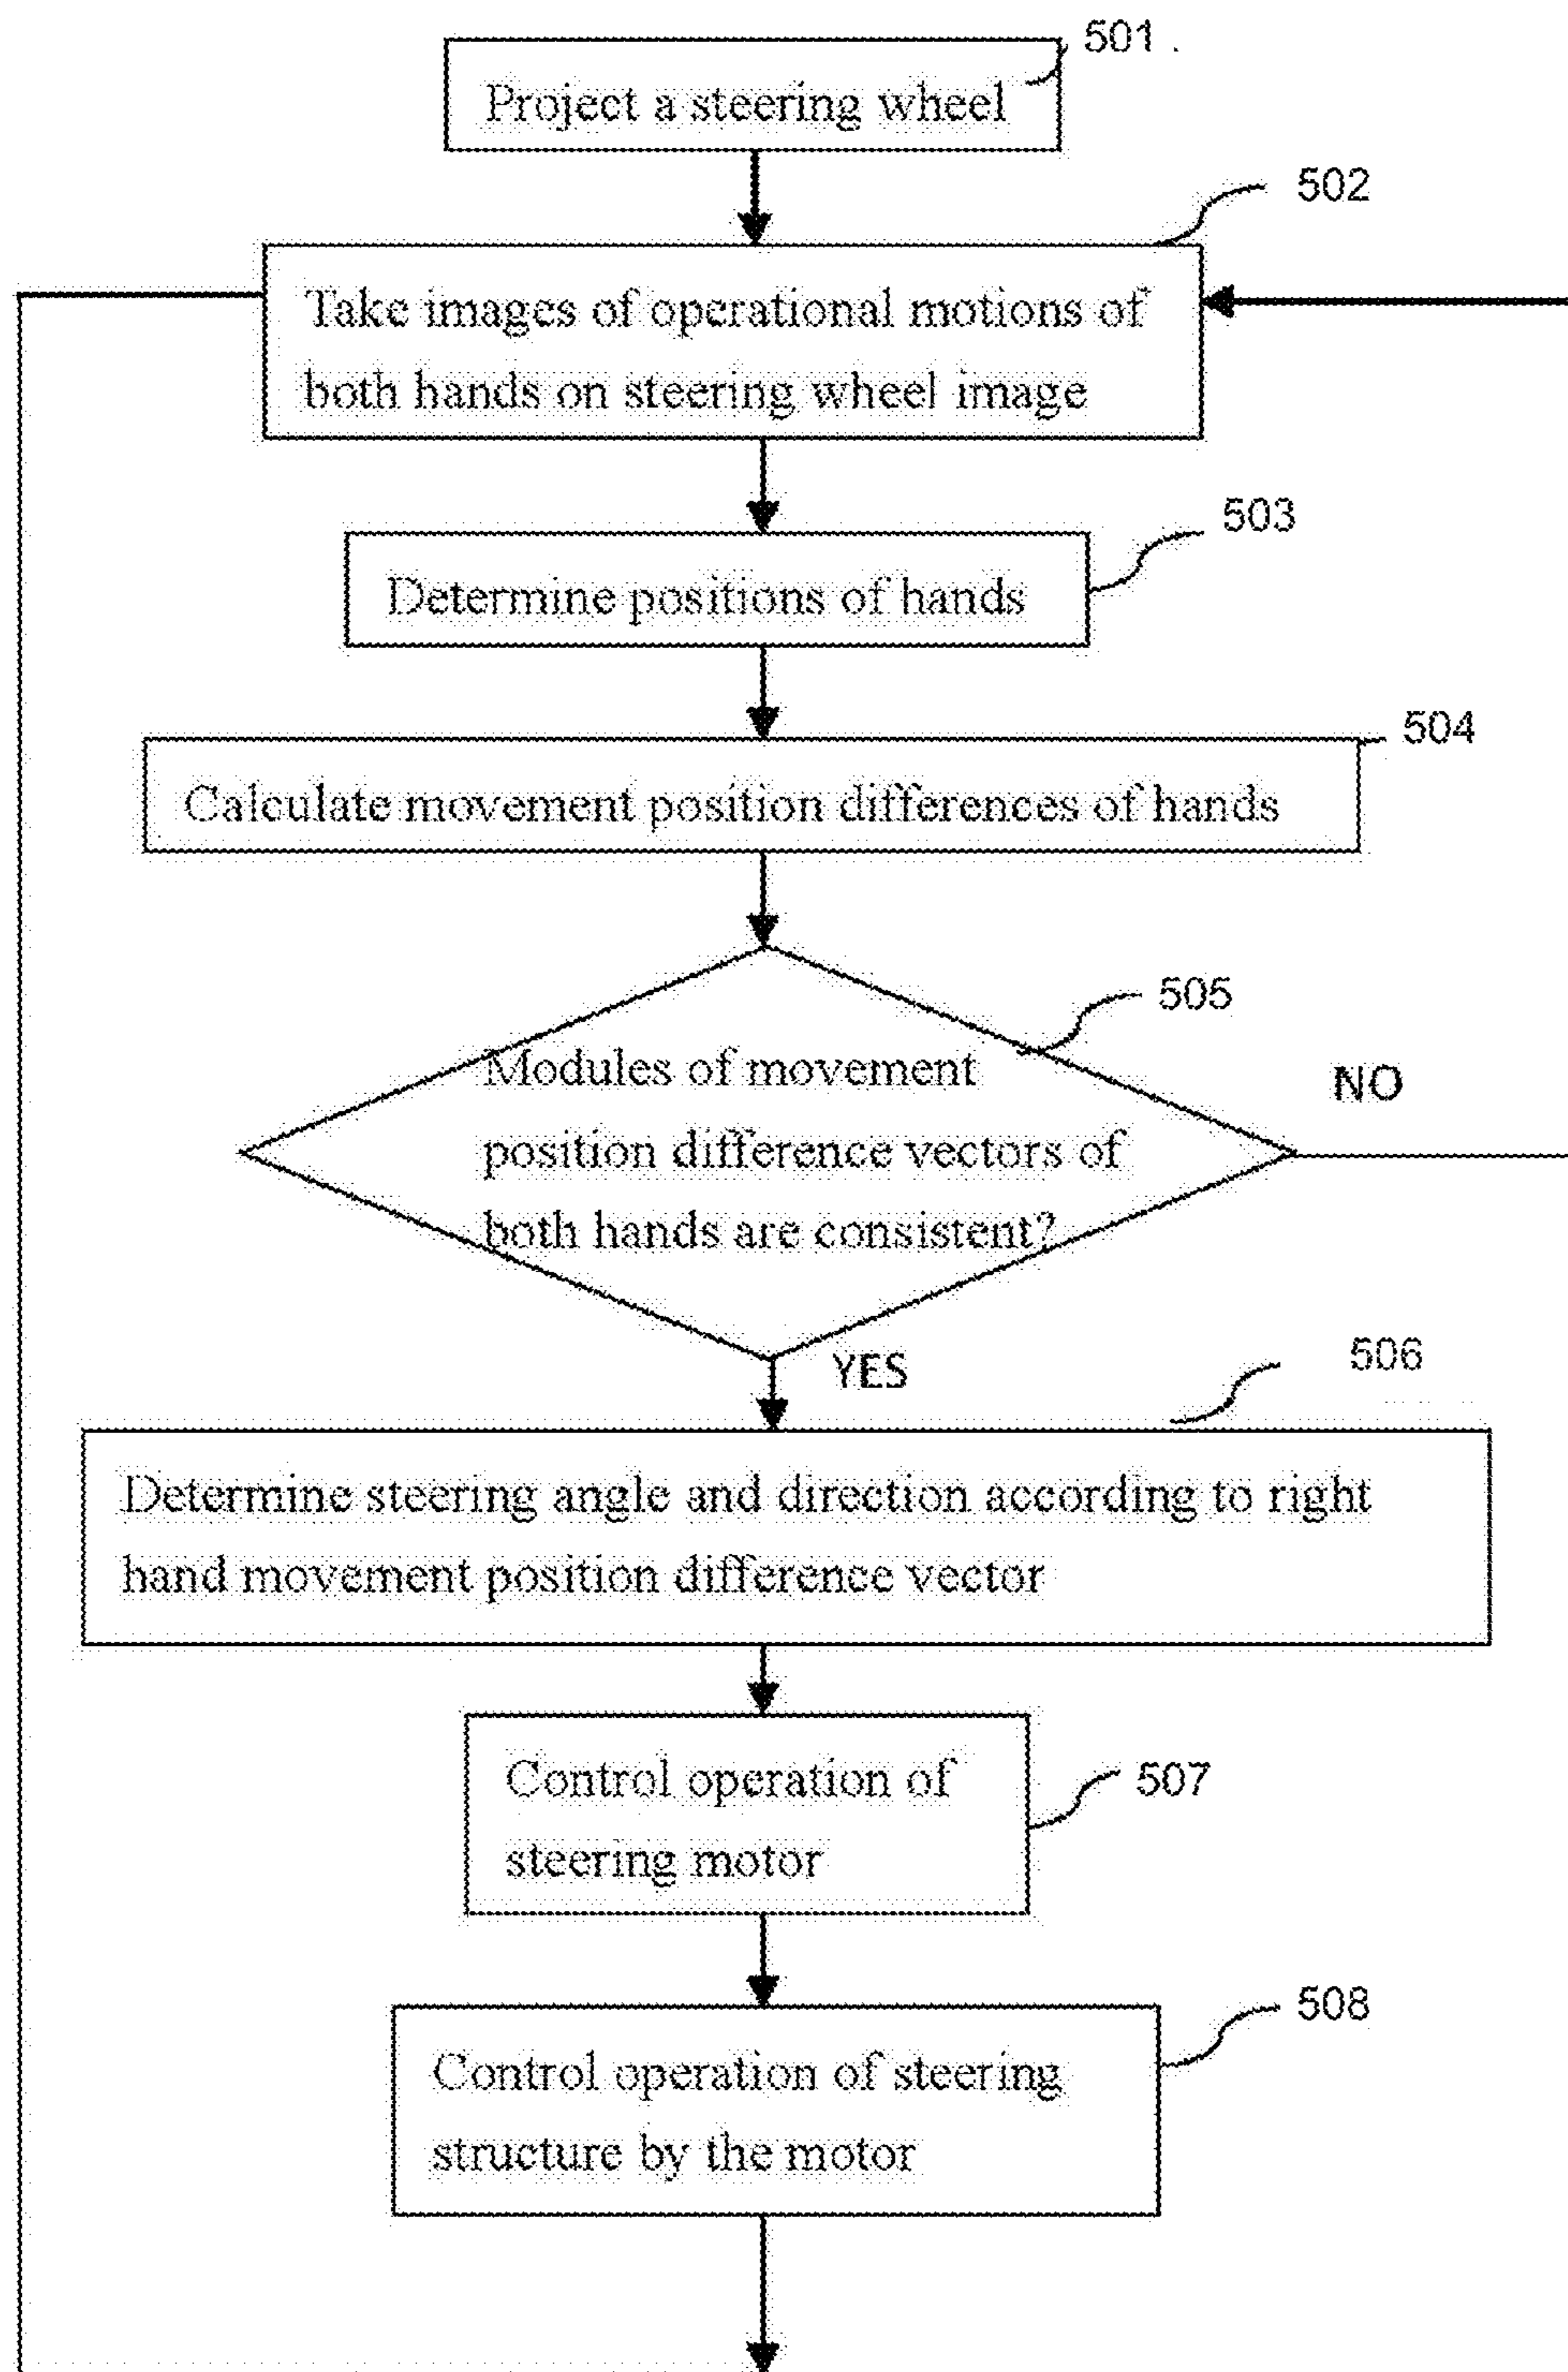 501
Project a steering wheel
502
Take images of operational motions of
both hands on steering wheel image
503
Determine positions of hands
504
Calculate movement position differences of hands
505
Modules of movement
position difference vectors of
both hands are consistent?
NO
YES
506
Determine steering angle and direction according to right
hand movement position difference vector
Control operation of
steering motor
507
508
Control operation of steering
structure by the motor